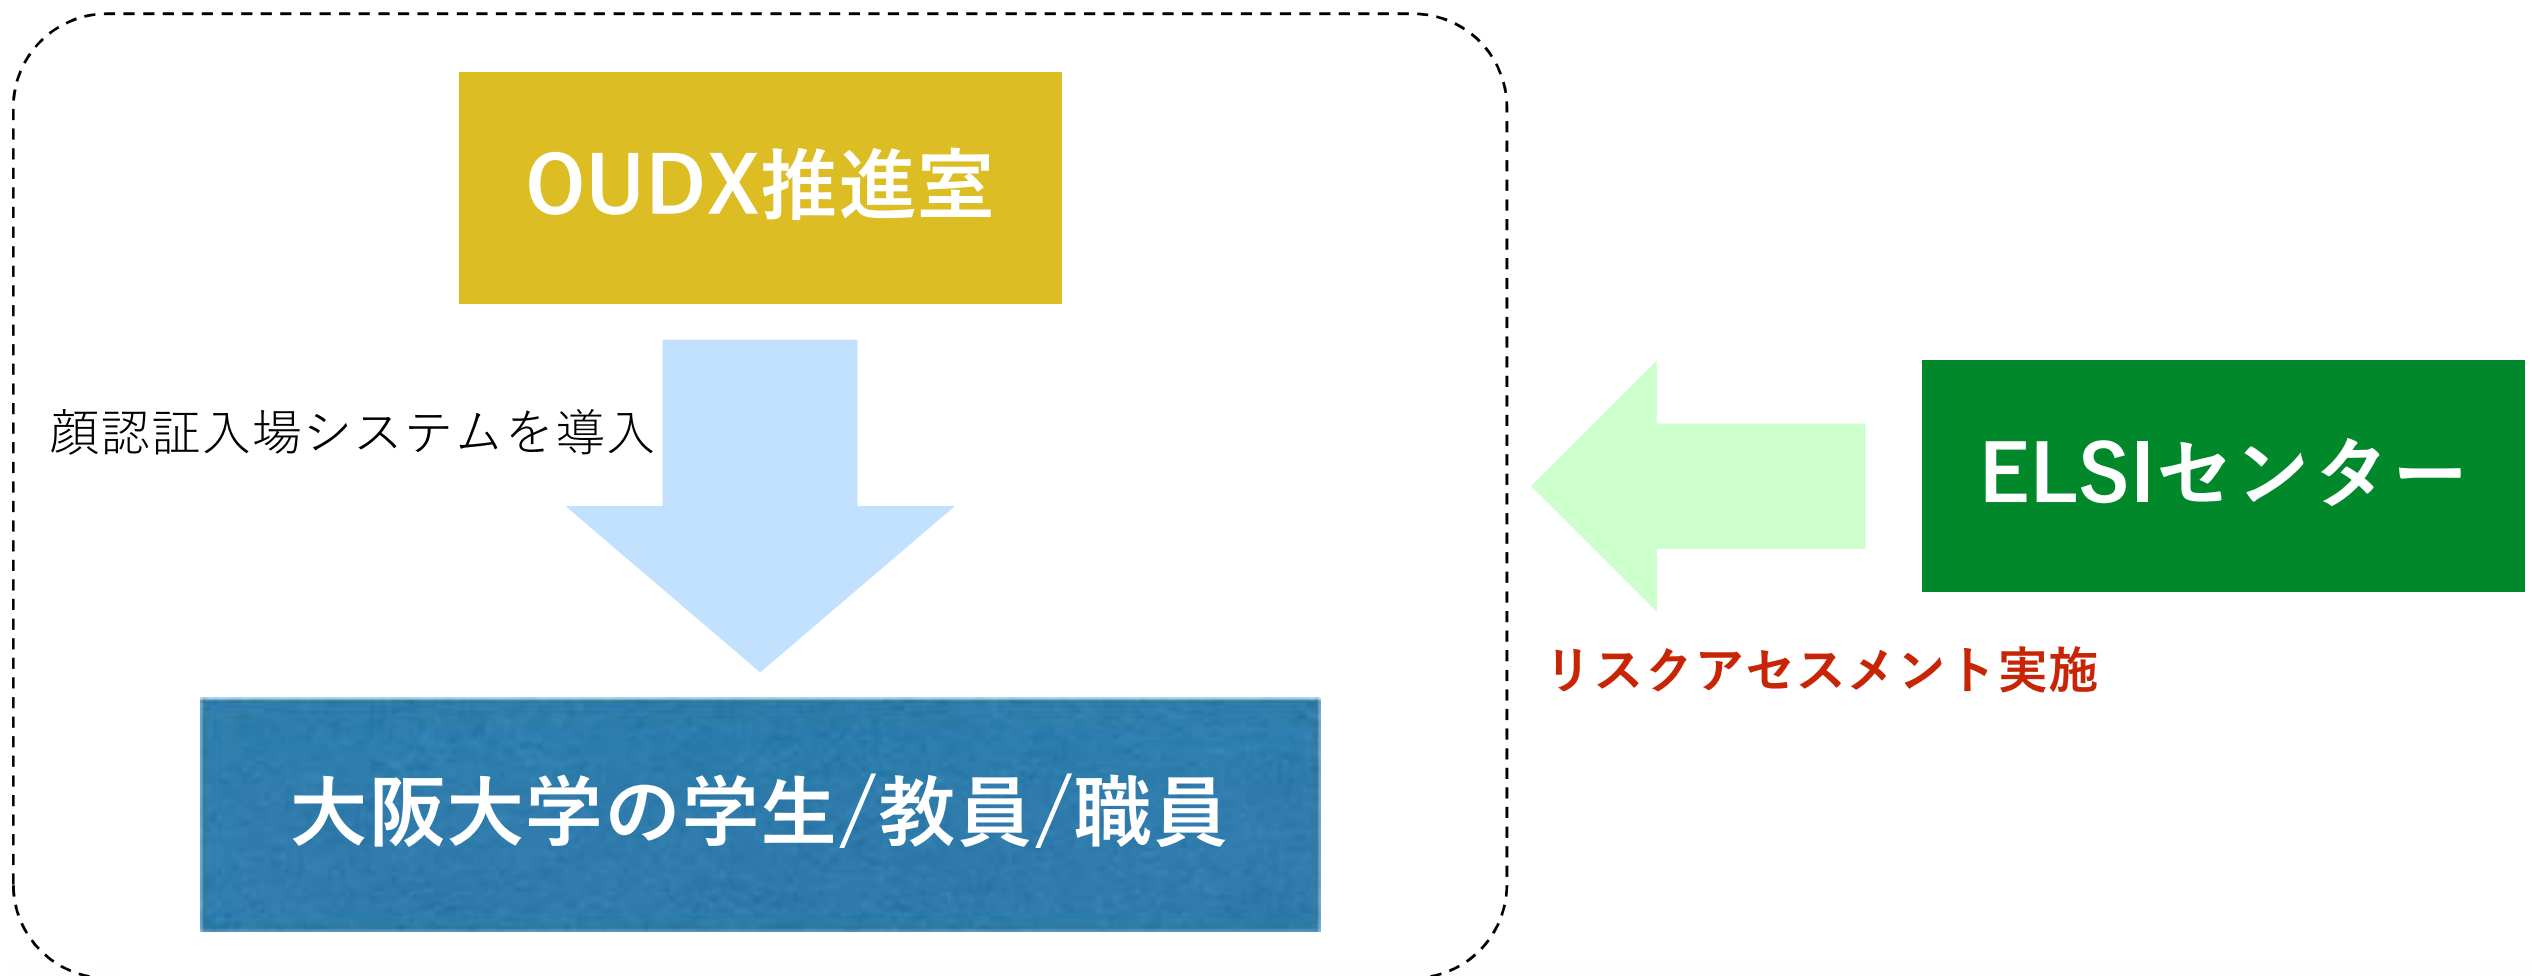 OUDX推進室
顔認証入場システムを導入
ELSIセンター
リスクアセスメント実施
大阪大学の学生/教員/職員